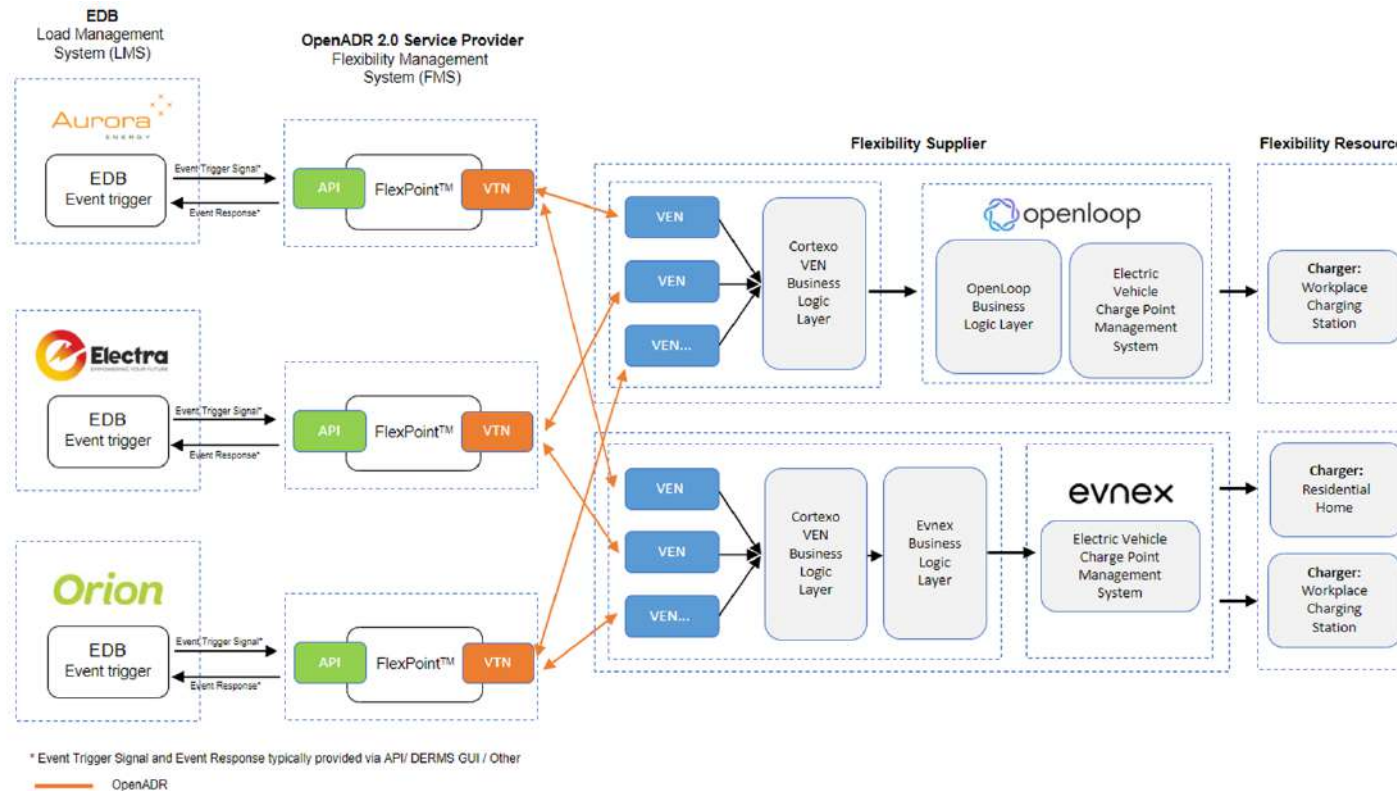 EDB
Load Management
System (LMS)
OpenADR 2.0 Service Provider
Flexibility Management
System (FMS)
Flexibility Supplier
Flexibility Resource
Aurora
ENERGY
EDB
Event trigger
Event Trigger Signal*
Event Response*
API
FlexPoint™
VTN
VEN
VEN
VEN...
Cortexo
VEN
Business
Logic
Layer
openloop
OpenLoop
Business
Logic Layer
Electric
Vehicle
Charge Point
Management
System
Charger:
Workplace
Charging
Station
Electra
EMPOWERING YOUR FUTURE
EDB
Event trigger
Event Trigger Signal*
Event Response*
API
FlexPoint™
VTN
VEN
VEN
VEN...
Cortexo
VEN
Business
Logic
Layer
Evnex
Business
Logic
Layer
evnex
Electric Vehicle
Charge Point
Management
System
Charger:
Residential
Home
Charger:
Workplace
Charging
Station
Orion
EDB
Event trigger
Event Trigger Signal*
Event Response*
API
FlexPoint™
VTN
* Event Trigger Signal and Event Response typically provided via API/ DERMS GUI / Other
OpenADR